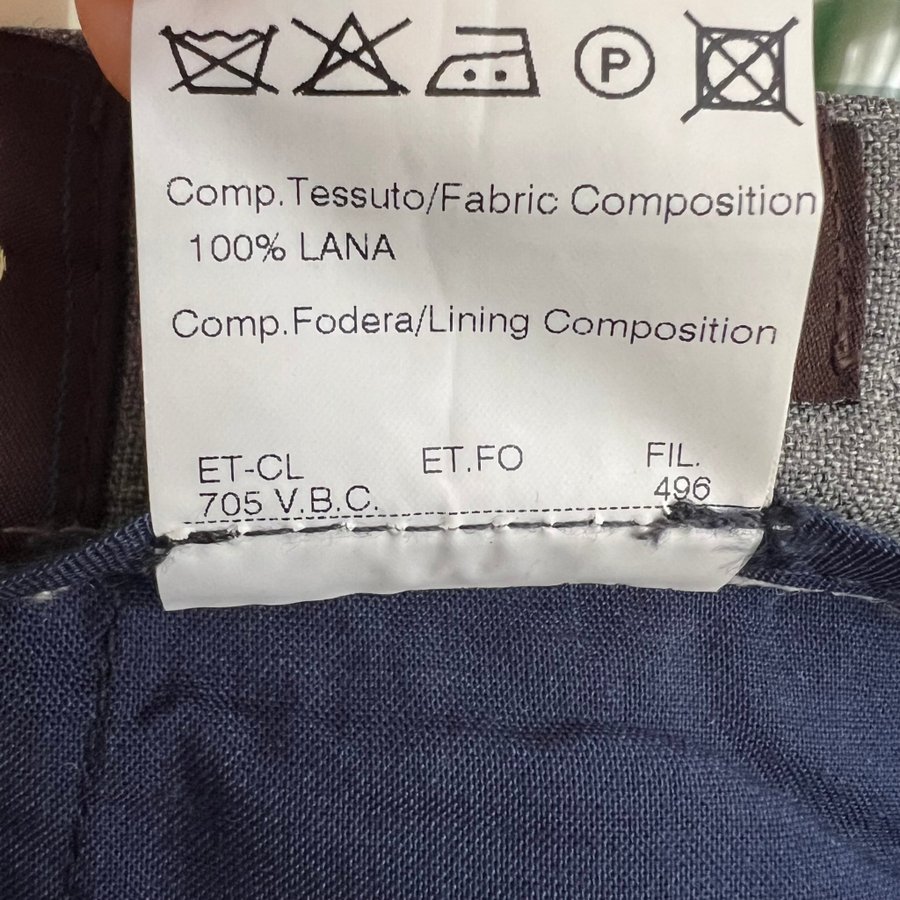 P
Comp.Tessuto/Fabric Composition
100% LANA
Comp.Fodera/Lining Composition
ET-CL ET.FO FIL.
705 V.B.C. 496